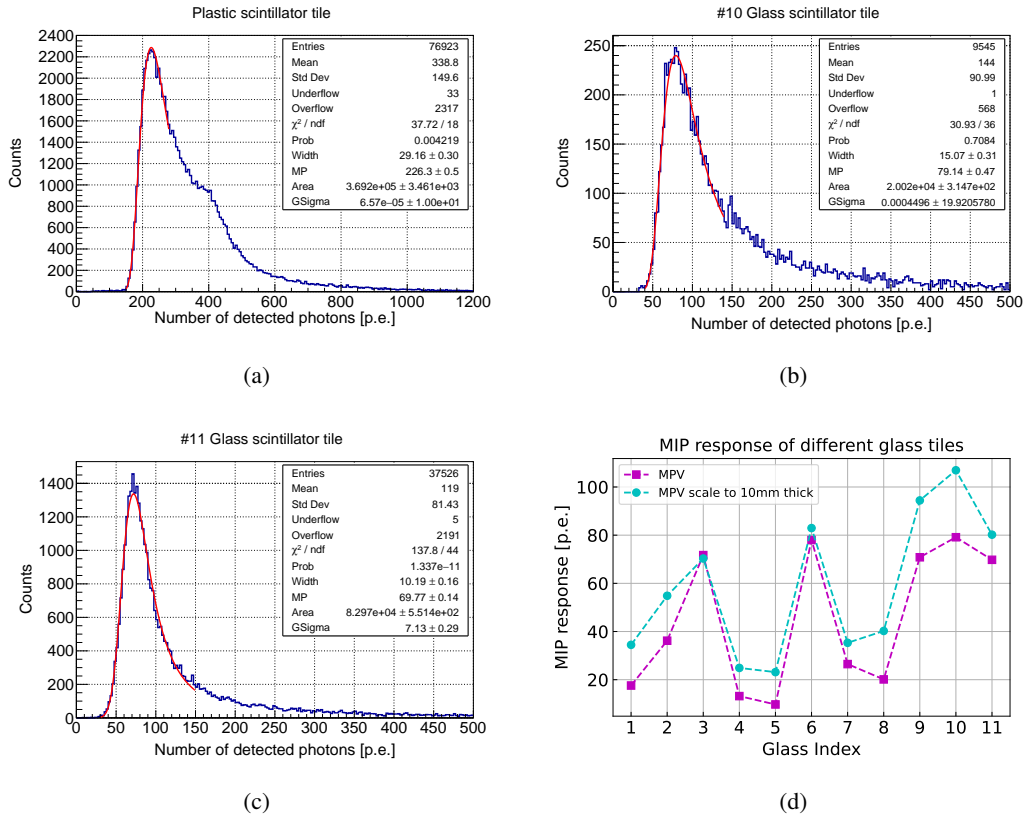 Plastic scintillator tile
Counts
2400
2200
2000
1800
1600
1400
1200
1000
800
600
400
200
0
0 200 400 600 800 1000 1200
Number of detected photons [p.e.]
Entries 76923
Mean 338.8
Std Dev 149.6
Underflow 33
Overflow 2317
χ² / ndf 37.72 / 18
Prob 0.004219
Width 29.16 ± 0.30
MP 226.3 ± 0.5
Area 3.692e+05 ± 3.461e+03
GSigma 6.57e−05 ± 1.00e+01
(a)
#10 Glass scintillator tile
Counts
250
200
150
100
50
0
0 50 100 150 200 250 300 350 400 450 500
Number of detected photons [p.e.]
Entries 9545
Mean 144
Std Dev 90.99
Underflow 1
Overflow 568
χ² / ndf 30.93 / 36
Prob 0.7084
Width 15.07 ± 0.31
MP 79.14 ± 0.47
Area 2.002e+04 ± 3.147e+02
GSigma 0.0004496 ± 19.9205780
(b)
#11 Glass scintillator tile
Counts
1400
1200
1000
800
600
400
200
0
0 50 100 150 200 250 300 350 400 450 500
Number of detected photons [p.e.]
Entries 37526
Mean 119
Std Dev 81.43
Underflow 5
Overflow 2191
χ² / ndf 137.8 / 44
Prob 1.337e−11
Width 10.19 ± 0.16
MP 69.77 ± 0.14
Area 8.297e+04 ± 5.514e+02
GSigma 7.13 ± 0.29
(c)
MIP response of different glass tiles
MIP response [p.e.]
100
80
60
40
20
MPV
MPV scale to 10mm thick
1 2 3 4 5 6 7 8 9 10 11
Glass Index
(d)